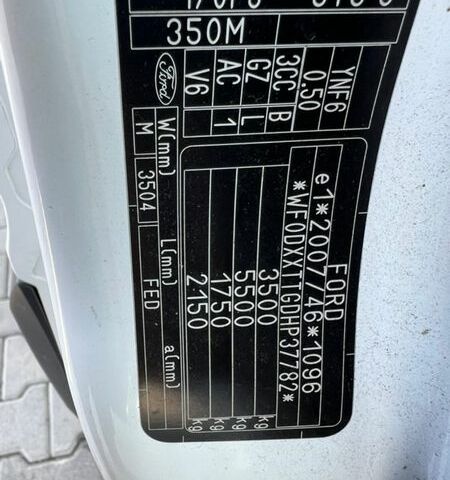 350M
FORD
e1*2007/46*1096
*WF0DXXTTGDHP37782*
3500 kg
5500 kg
1750 kg
2150 kg
YNF6
0.50
3CC B
GZ L
AC 1
V6
Ford
W(mm) L(mm) a(mm)
M 3504 FED